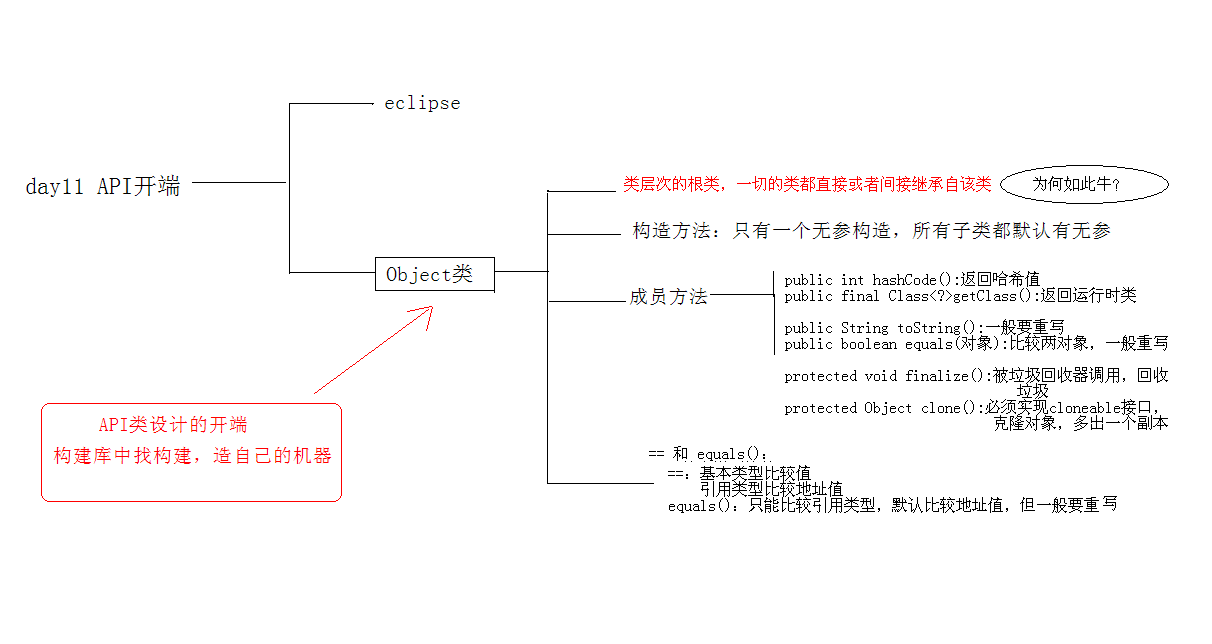 eclipse
day11 API开端
类层次的根类，一切的类都直接或者间接继承自该类
为何如此牛？
构造方法：只有一个无参构造，所有子类都默认有无参
Object类
成员方法
public int hashCode():返回哈希值
public final Class<?>getClass():返回运行时类
public String toString():一般要重写
public boolean equals(对象):比较两对象，一般重写
protected void finalize():被垃圾回收器调用，回收
垃圾
protected Object clone():必须实现cloneable接口，
克隆对象，多出一个副本
API类设计的开端
构建库中找构建，造自己的机器
== 和 equals()：
==：基本类型比较值
引用类型比较地址值
equals()：只能比较引用类型，默认比较地址值，但一般要重写